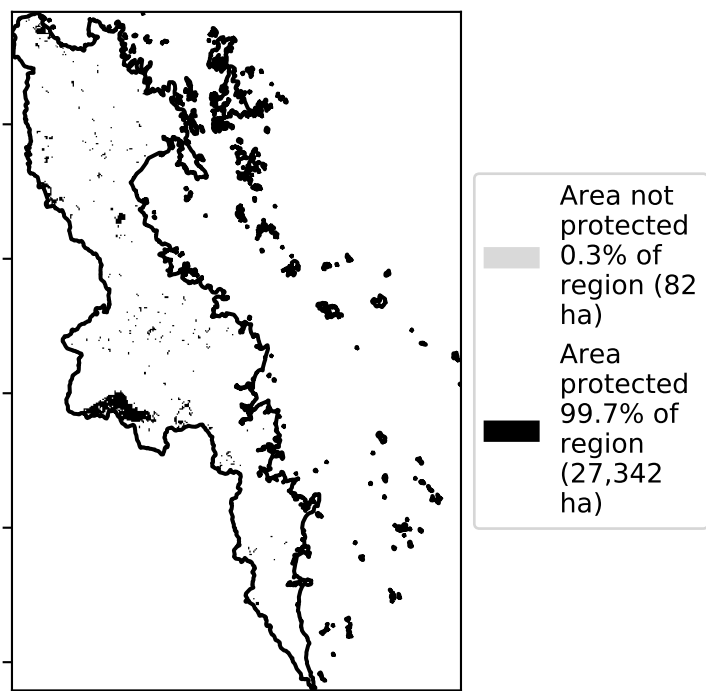 Area not
protected
0.3% of
region (82
ha)
Area
protected
99.7% of
region
(27,342
ha)